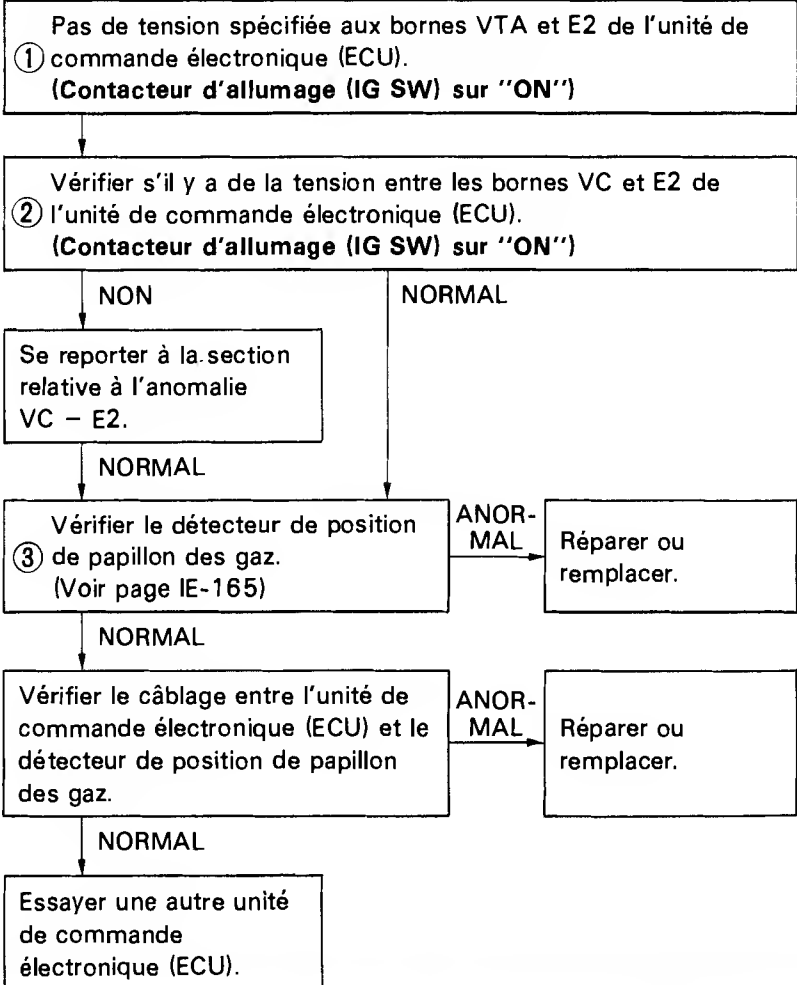 Pas de tension spécifiée aux bornes VTA et E2 de l'unité de
① commande électronique (ECU).
(Contacteur d'allumage (IG SW) sur "ON")
Vérifier s'il y a de la tension entre les bornes VC et E2 de
② l'unité de commande électronique (ECU).
(Contacteur d'allumage (IG SW) sur "ON")
NON
NORMAL
Se reporter à la section
relative à l'anomalie
VC – E2.
NORMAL
Vérifier le détecteur de position
③ de papillon des gaz.
(Voir page IE-165)
ANOR-
MAL
Réparer ou
remplacer.
NORMAL
Vérifier le câblage entre l'unité de
commande électronique (ECU) et le
détecteur de position de papillon
des gaz.
ANOR-
MAL
Réparer ou
remplacer.
NORMAL
Essayer une autre unité
de commande
électronique (ECU).